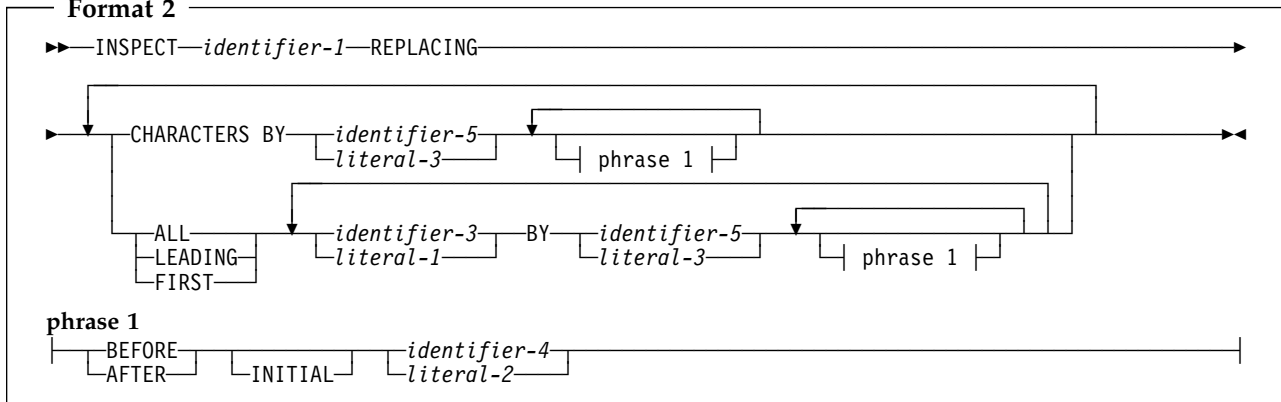 Format 2
INSPECT identifier-1 REPLACING
CHARACTERS BY identifier-5
literal-3 phrase 1
ALL identifier-3 BY identifier-5
LEADING literal-1 literal-3 phrase 1
FIRST
phrase 1
BEFORE identifier-4
AFTER INITIAL literal-2